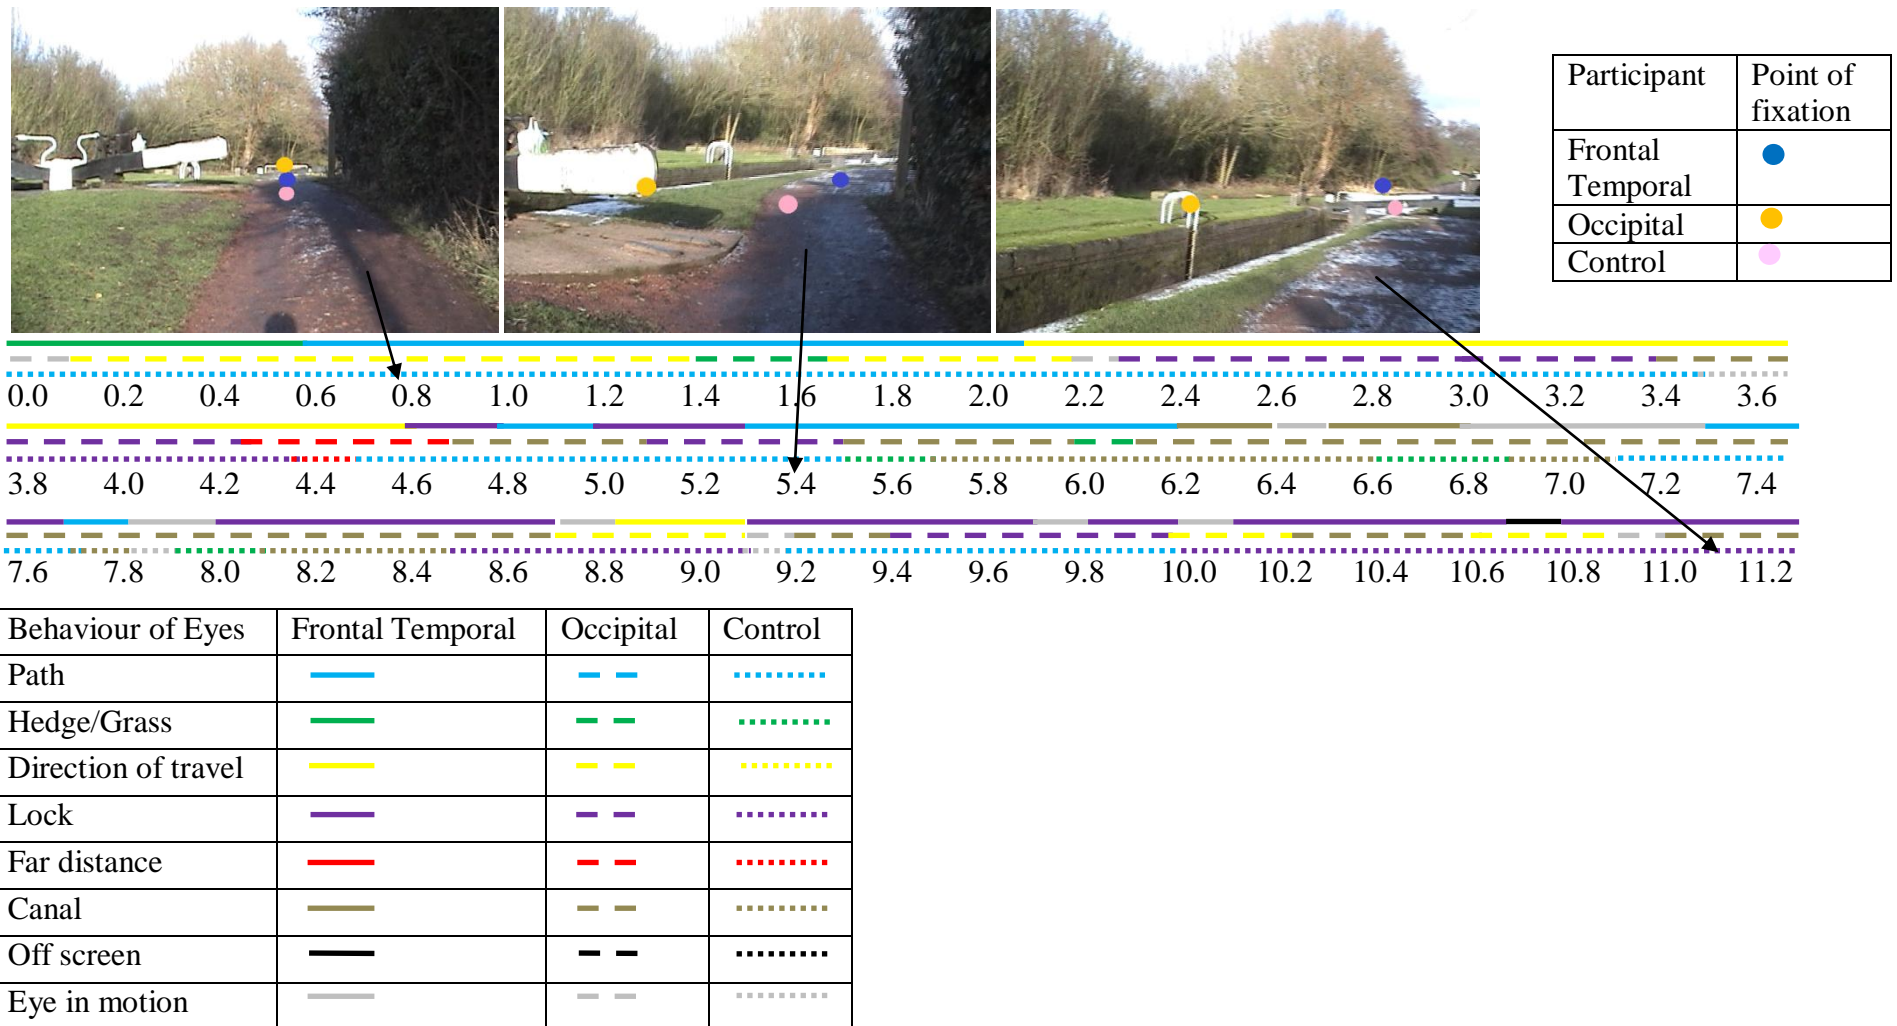 Participant Point of fixation
Frontal Temporal
Occipital
Control
0.0 0.2 0.4 0.6 0.8 1.0 1.2 1.4 1.6 1.8 2.0 2.2 2.4 2.6 2.8 3.0 3.2 3.4 3.6
3.8 4.0 4.2 4.4 4.6 4.8 5.0 5.2 5.4 5.6 5.8 6.0 6.2 6.4 6.6 6.8 7.0 7.2 7.4
7.6 7.8 8.0 8.2 8.4 8.6 8.8 9.0 9.2 9.4 9.6 9.8 10.0 10.2 10.4 10.6 10.8 11.0 11.2
Behaviour of Eyes Frontal Temporal Occipital Control
Path
Hedge/Grass
Direction of travel
Lock
Far distance
Canal
Off screen
Eye in motion